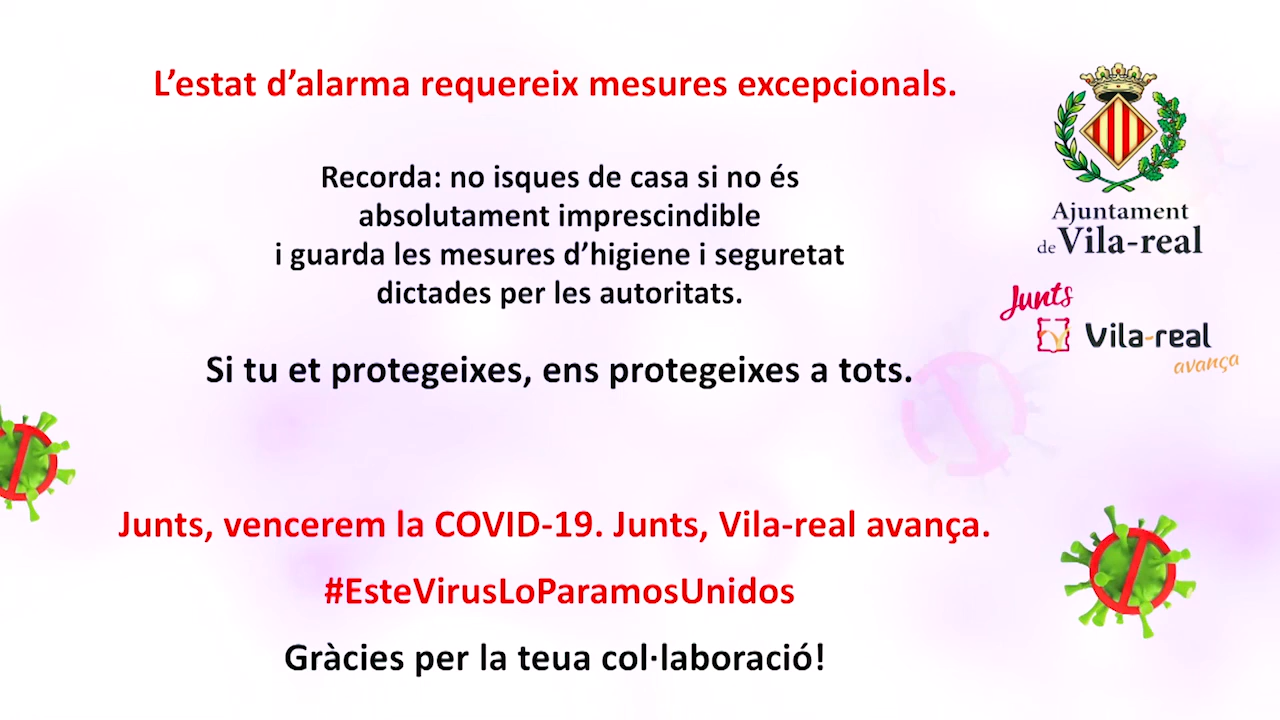 L’estat d’alarma requereix mesures excepcionals.
Recorda: no isques de casa si no és
absolutament imprescindible
i guarda les mesures d’higiene i seguretat
dictades per les autoritats.
Si tu et protegeixes, ens protegeixes a tots.
Junts, vencerem la COVID-19. Junts, Vila-real avança.
#EsteVirusLoParamosUnidos
Gràcies per la teua col·laboració!
Ajuntament
de Vila-real
Junts
Vila-real
avança